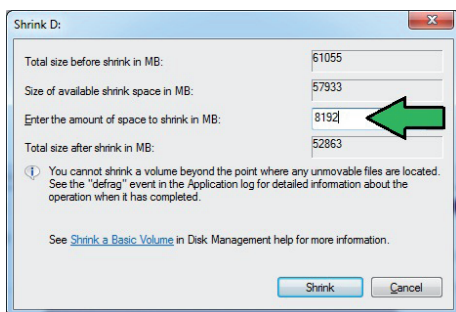 Shrink D:
Total size before shrink in MB: 61055
Size of available shrink space in MB: 57933
Enter the amount of space to shrink in MB: 8192
Total size after shrink in MB: 52863
You cannot shrink a volume beyond the point where any unmovable files are located.
See the "defrag" event in the Application log for detailed information about the
operation when it has completed.
See Shrink a Basic Volume in Disk Management help for more information.
Shrink Cancel